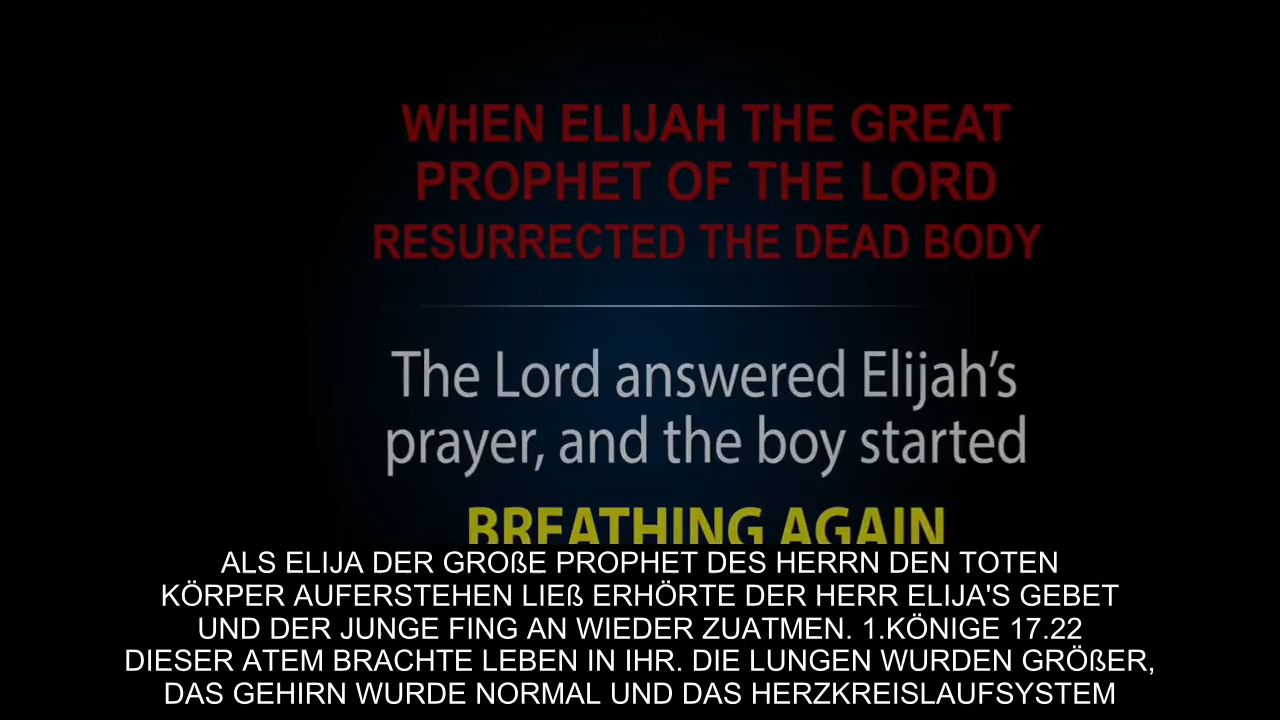 WHEN ELIJAH THE GREAT
PROPHET OF THE LORD
RESURRECTED THE DEAD BODY
The Lord answered Elijah’s
prayer, and the boy started
BREATHING AGAIN
ALS ELIJA DER GROßE PROPHET DES HERRN DEN TOTEN
KÖRPER AUFERSTEHEN LIEß ERHÖRTE DER HERR ELIJA'S GEBET
UND DER JUNGE FING AN WIEDER ZUATMEN. 1.KÖNIGE 17.22
DIESER ATEM BRACHTE LEBEN IN IHR. DIE LUNGEN WURDEN GRÖßER,
DAS GEHIRN WURDE NORMAL UND DAS HERZKREISLAUFSYSTEM